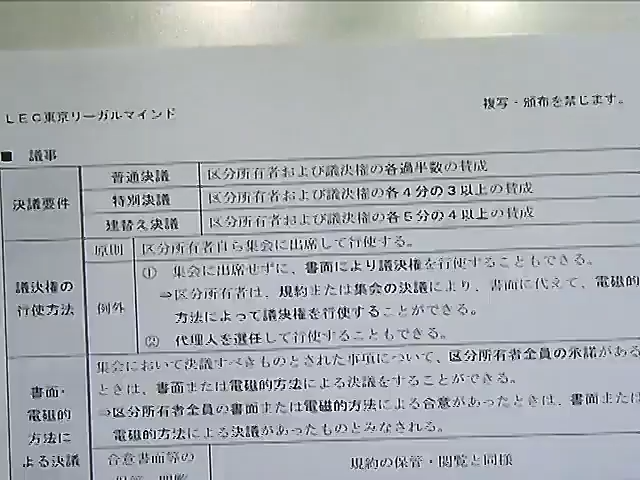 LEC東京リーガルマインド
複写・頒布を禁じます。
■ 議事
決議要件
普通決議 区分所有者および議決権の各過半数の賛成
特別決議 区分所有者および議決権の各4分の3以上の賛成
建替え決議 区分所有者および議決権の各5分の4以上の賛成
議決権の
行使方法
原則 区分所有者自ら集会に出席して行使する。
例外
① 集会に出席せずに、書面により議決権を行使することもできる。
⇒区分所有者は、規約または集会の決議により、書面に代えて、電磁的
方法によって議決権を行使することができる。
② 代理人を選任して行使することもできる。
書面・
電磁的
方法に
よる決議
集会において決議すべきものとされた事項について、区分所有者全員の承諾がある
ときは、書面または電磁的方法による決議をすることができる。
⇒区分所有者全員の書面または電磁的方法による合意があったときは、書面または
電磁的方法による決議があったものとみなされる。
合意書面等の
保管・閲覧
規約の保管・閲覧と同様